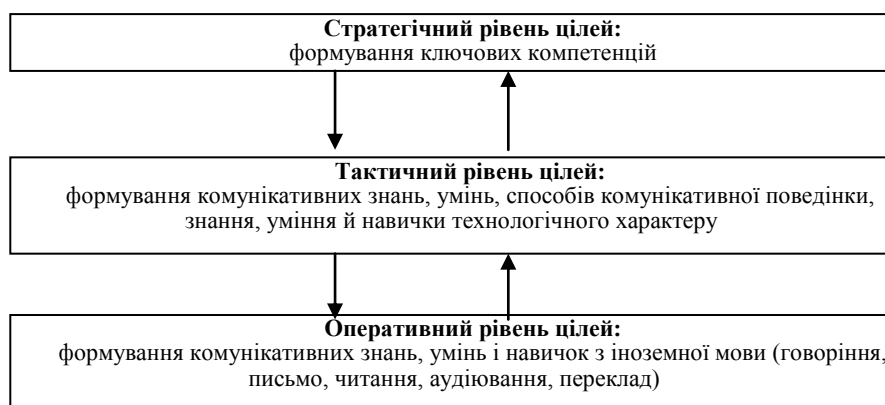 Стратегічний рівень цілей:
формування ключових компетенцій
Тактичний рівень цілей:
формування комунікативних знань, умінь, способів комунікативної поведінки,
знання, уміння й навички технологічного характеру
Оперативний рівень цілей:
формування комунікативних знань, умінь і навичок з іноземної мови (говоріння,
письмо, читання, аудіювання, переклад)